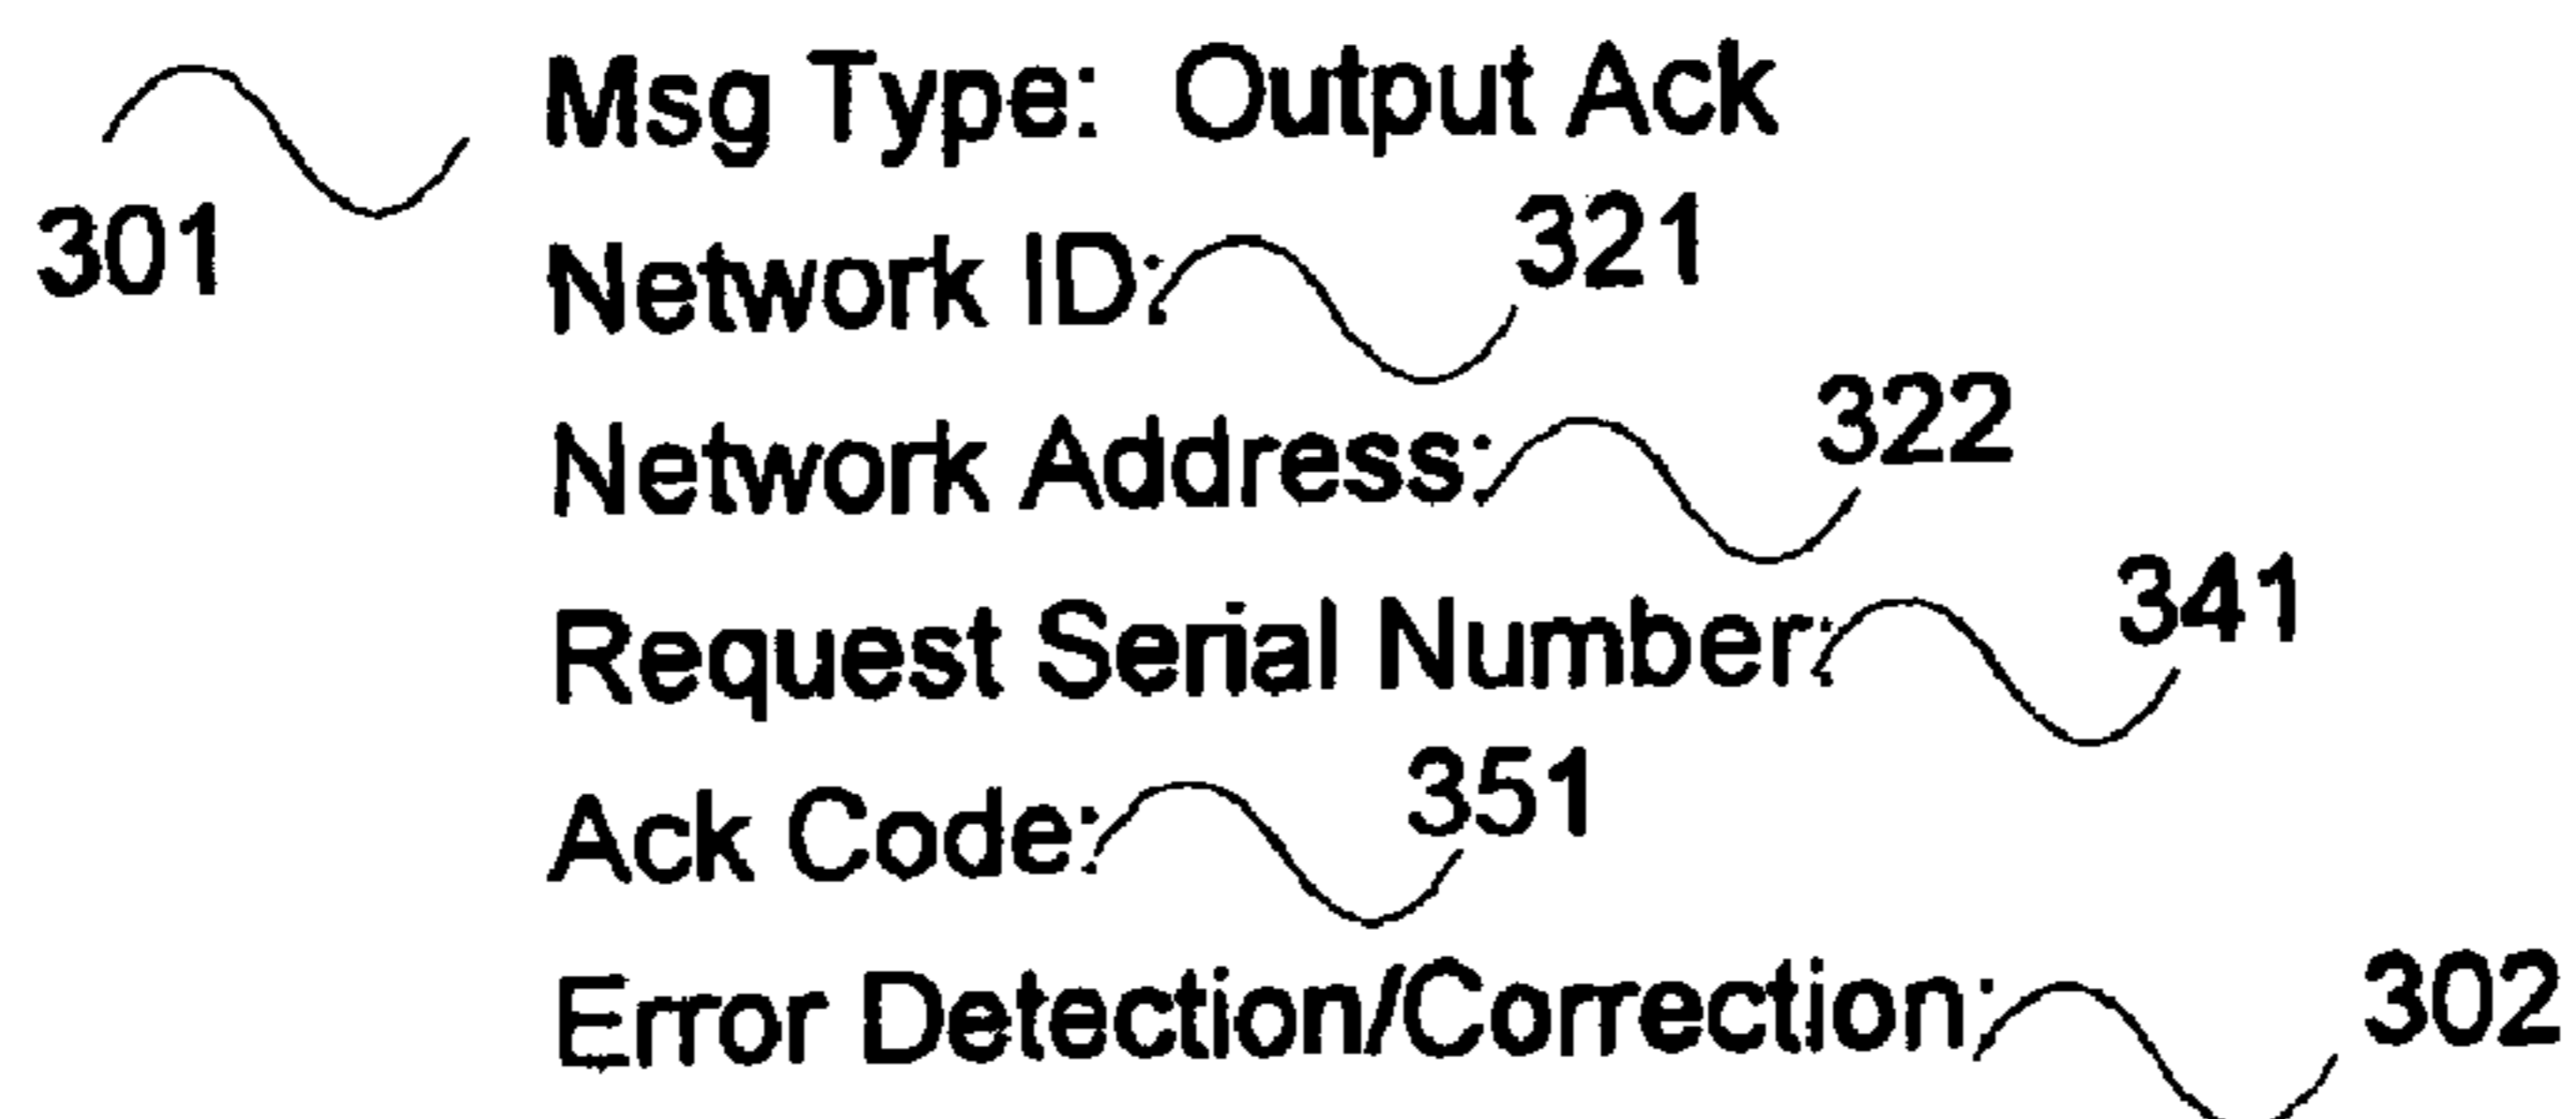 301 Msg Type: Output Ack
Network ID: 321
Network Address: 322
Request Serial Number: 341
Ack Code: 351
Error Detection/Correction: 302